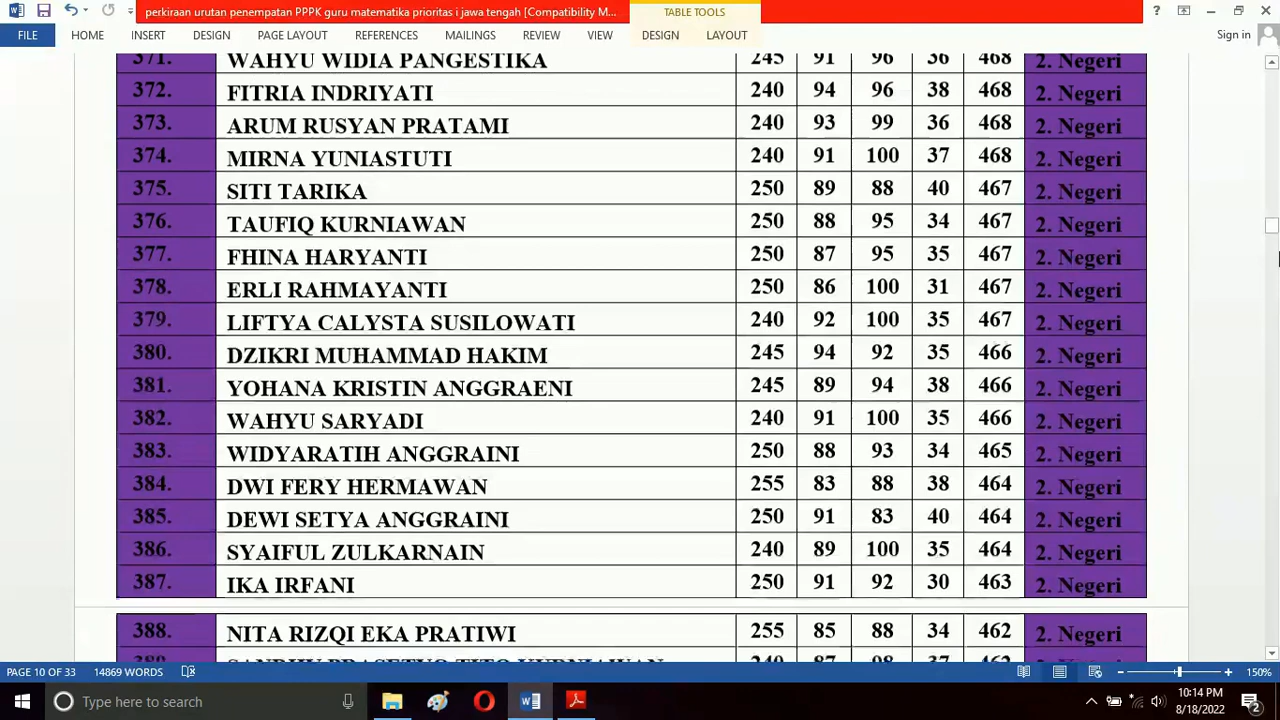 perkiraan urutan penempatan PPPK guru matematika prioritas i jawa tengah [Compatibility M...
TABLE TOOLS
FILE HOME INSERT DESIGN PAGE LAYOUT REFERENCES MAILINGS REVIEW VIEW DESIGN LAYOUT Sign in
371. WAHYU WIDIA PANGESTIKA 245 91 96 36 468 2. Negeri
372. FITRIA INDRIYATI 240 94 96 38 468 2. Negeri
373. ARUM RUSYAN PRATAMI 240 93 99 36 468 2. Negeri
374. MIRNA YUNIASTUTI 240 91 100 37 468 2. Negeri
375. SITI TARIKA 250 89 88 40 467 2. Negeri
376. TAUFIQ KURNIAWAN 250 88 95 34 467 2. Negeri
377. FHINA HARYANTI 250 87 95 35 467 2. Negeri
378. ERLI RAHMAYANTI 250 86 100 31 467 2. Negeri
379. LIFTYA CALYSTA SUSILOWATI 240 92 100 35 467 2. Negeri
380. DZIKRI MUHAMMAD HAKIM 245 94 92 35 466 2. Negeri
381. YOHANA KRISTIN ANGGRAENI 245 89 94 38 466 2. Negeri
382. WAHYU SARYADI 240 91 100 35 466 2. Negeri
383. WIDYARATIH ANGGRAINI 250 88 93 34 465 2. Negeri
384. DWI FERY HERMAWAN 255 83 88 38 464 2. Negeri
385. DEWI SETYA ANGGRAINI 250 91 83 40 464 2. Negeri
386. SYAIFUL ZULKARNAIN 240 89 100 35 464 2. Negeri
387. IKA IRFANI 250 91 92 30 463 2. Negeri
388. NITA RIZQI EKA PRATIWI 255 85 88 34 462 2. Negeri
PAGE 10 OF 33 14869 WORDS 150%
Type here to search
10:14 PM
8/18/2022
2